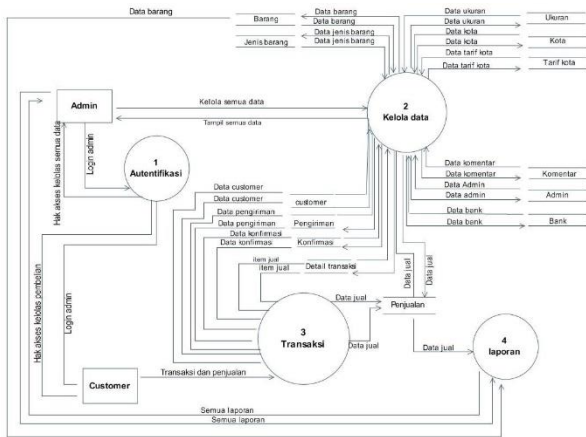 Data barang
Barang
Data barang
Data barang
Jenis barang
Data jenis barang
Data jenis barang
Data ukuran
Data ukuran
Ukuran
Data kota
Data kota
Kota
Data tarif kota
Data tarif kota
Tarif kota
Admin
Kelola semua data
Tampil semua data
2
Kelola data
Hak akses kelolas semua data
Login admin
1
Autentifikasi
Data komentar
Data komentar
Komentar
Data Admin
Data admin
Admin
Data bank
Data bank
Bank
Data customer
Data customer
customer
Data pengiriman
Data pengiriman
Pengiriman
Data konfirmasi
Data konfirmasi
Konfirmasi
item jual
item jual
Detail transaksi
Data jual
Data jual
Data jual
Penjualan
Data jual
3
Transaksi
Data jual
4
laporan
Hak akses kelolas pembelian
Login admin
Customer
Transaksi dan penjualan
Semua laporan
Semua laporan